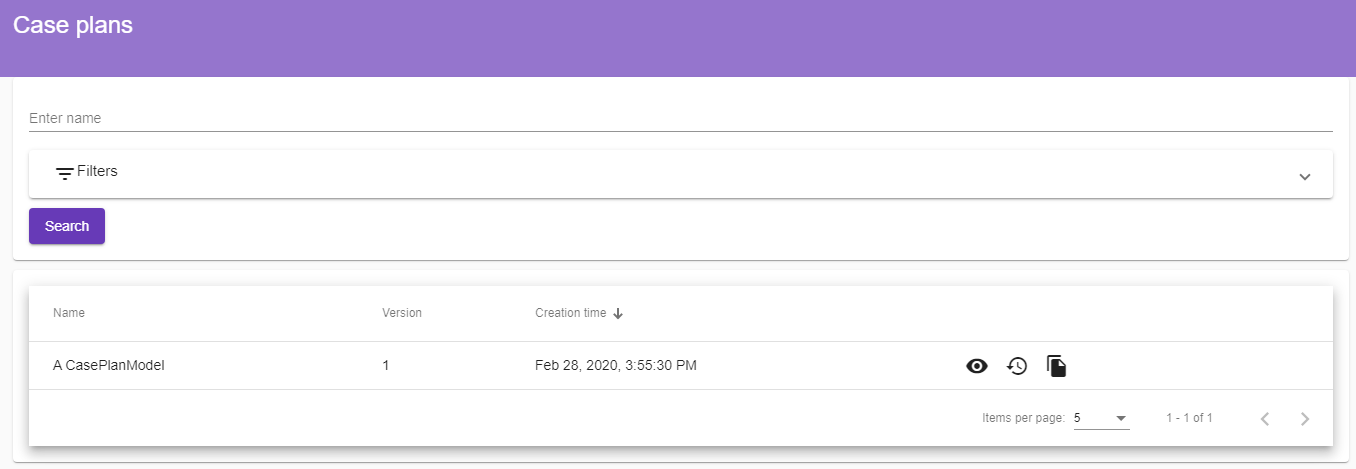 Case plans
Enter name
Filters
Search
Name Version Creation time
A CasePlanModel 1 Feb 28, 2020, 3:55:30 PM
Items per page: 5 1 - 1 of 1